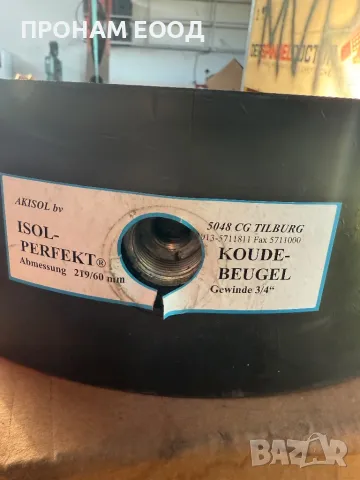 ПРОНАМ ЕООД
AKISOL bv
ISOL-
PERFEKT®
Abmessung 219/60 mm
5048 CG TILBURG
013-5711811 Fax 5711000
KOUDE-
BEUGEL
Gewinde 3/4“
BAZAR